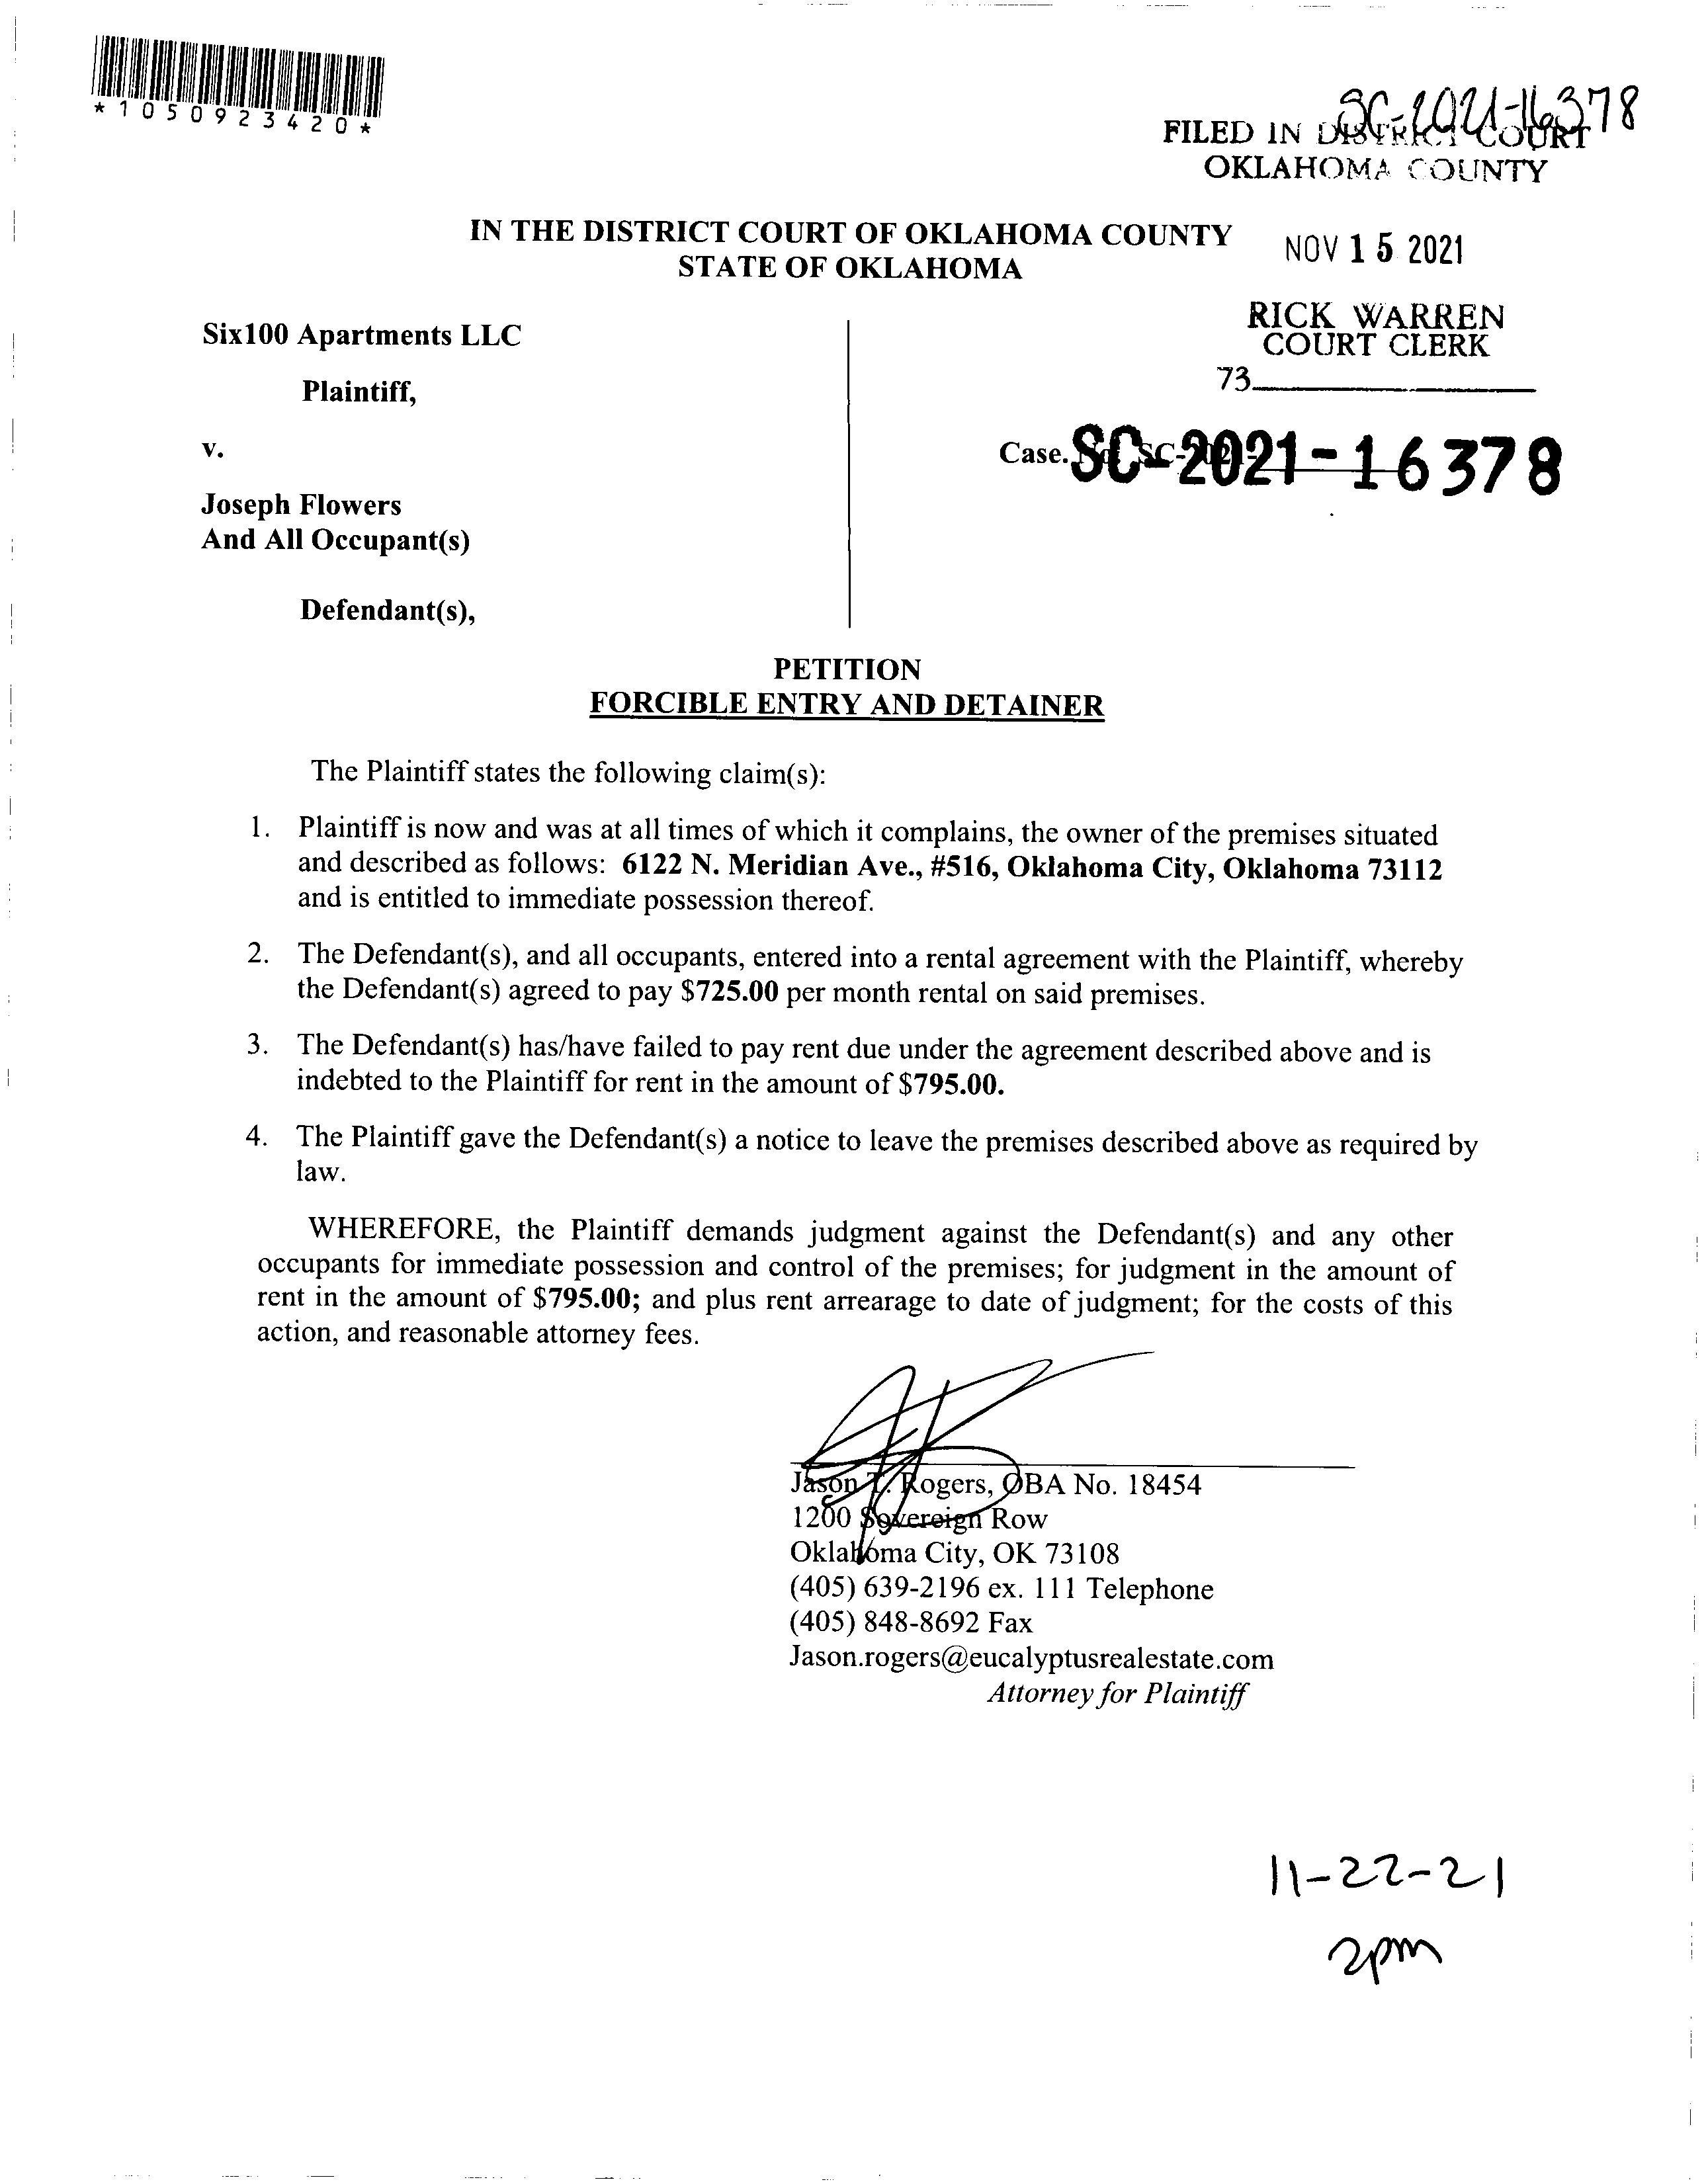 *1050923420*
SC-2021-16378
FILED IN DISTRICT COURT
OKLAHOMA COUNTY
IN THE DISTRICT COURT OF OKLAHOMA COUNTY
STATE OF OKLAHOMA
NOV 15 2021
RICK WARREN
COURT CLERK
73
Six100 Apartments LLC
Plaintiff,
v.
Case. No. SC-2021-
SC-2021-16378
Joseph Flowers
And All Occupant(s)
Defendant(s),
PETITION
FORCIBLE ENTRY AND DETAINER
The Plaintiff states the following claim(s):
1. Plaintiff is now and was at all times of which it complains, the owner of the premises situated
and described as follows: 6122 N. Meridian Ave., #516, Oklahoma City, Oklahoma 73112
and is entitled to immediate possession thereof.
2. The Defendant(s), and all occupants, entered into a rental agreement with the Plaintiff, whereby
the Defendant(s) agreed to pay $725.00 per month rental on said premises.
3. The Defendant(s) has/have failed to pay rent due under the agreement described above and is
indebted to the Plaintiff for rent in the amount of $795.00.
4. The Plaintiff gave the Defendant(s) a notice to leave the premises described above as required by
law.
WHEREFORE, the Plaintiff demands judgment against the Defendant(s) and any other
occupants for immediate possession and control of the premises; for judgment in the amount of
rent in the amount of $795.00; and plus rent arrearage to date of judgment; for the costs of this
action, and reasonable attorney fees.
Jason T. Rogers, OBA No. 18454
1200 Sovereign Row
Oklahoma City, OK 73108
(405) 639-2196 ex. 111 Telephone
(405) 848-8692 Fax
Jason.rogers@eucalyptusrealestate.com
Attorney for Plaintiff
11-22-21
2pm